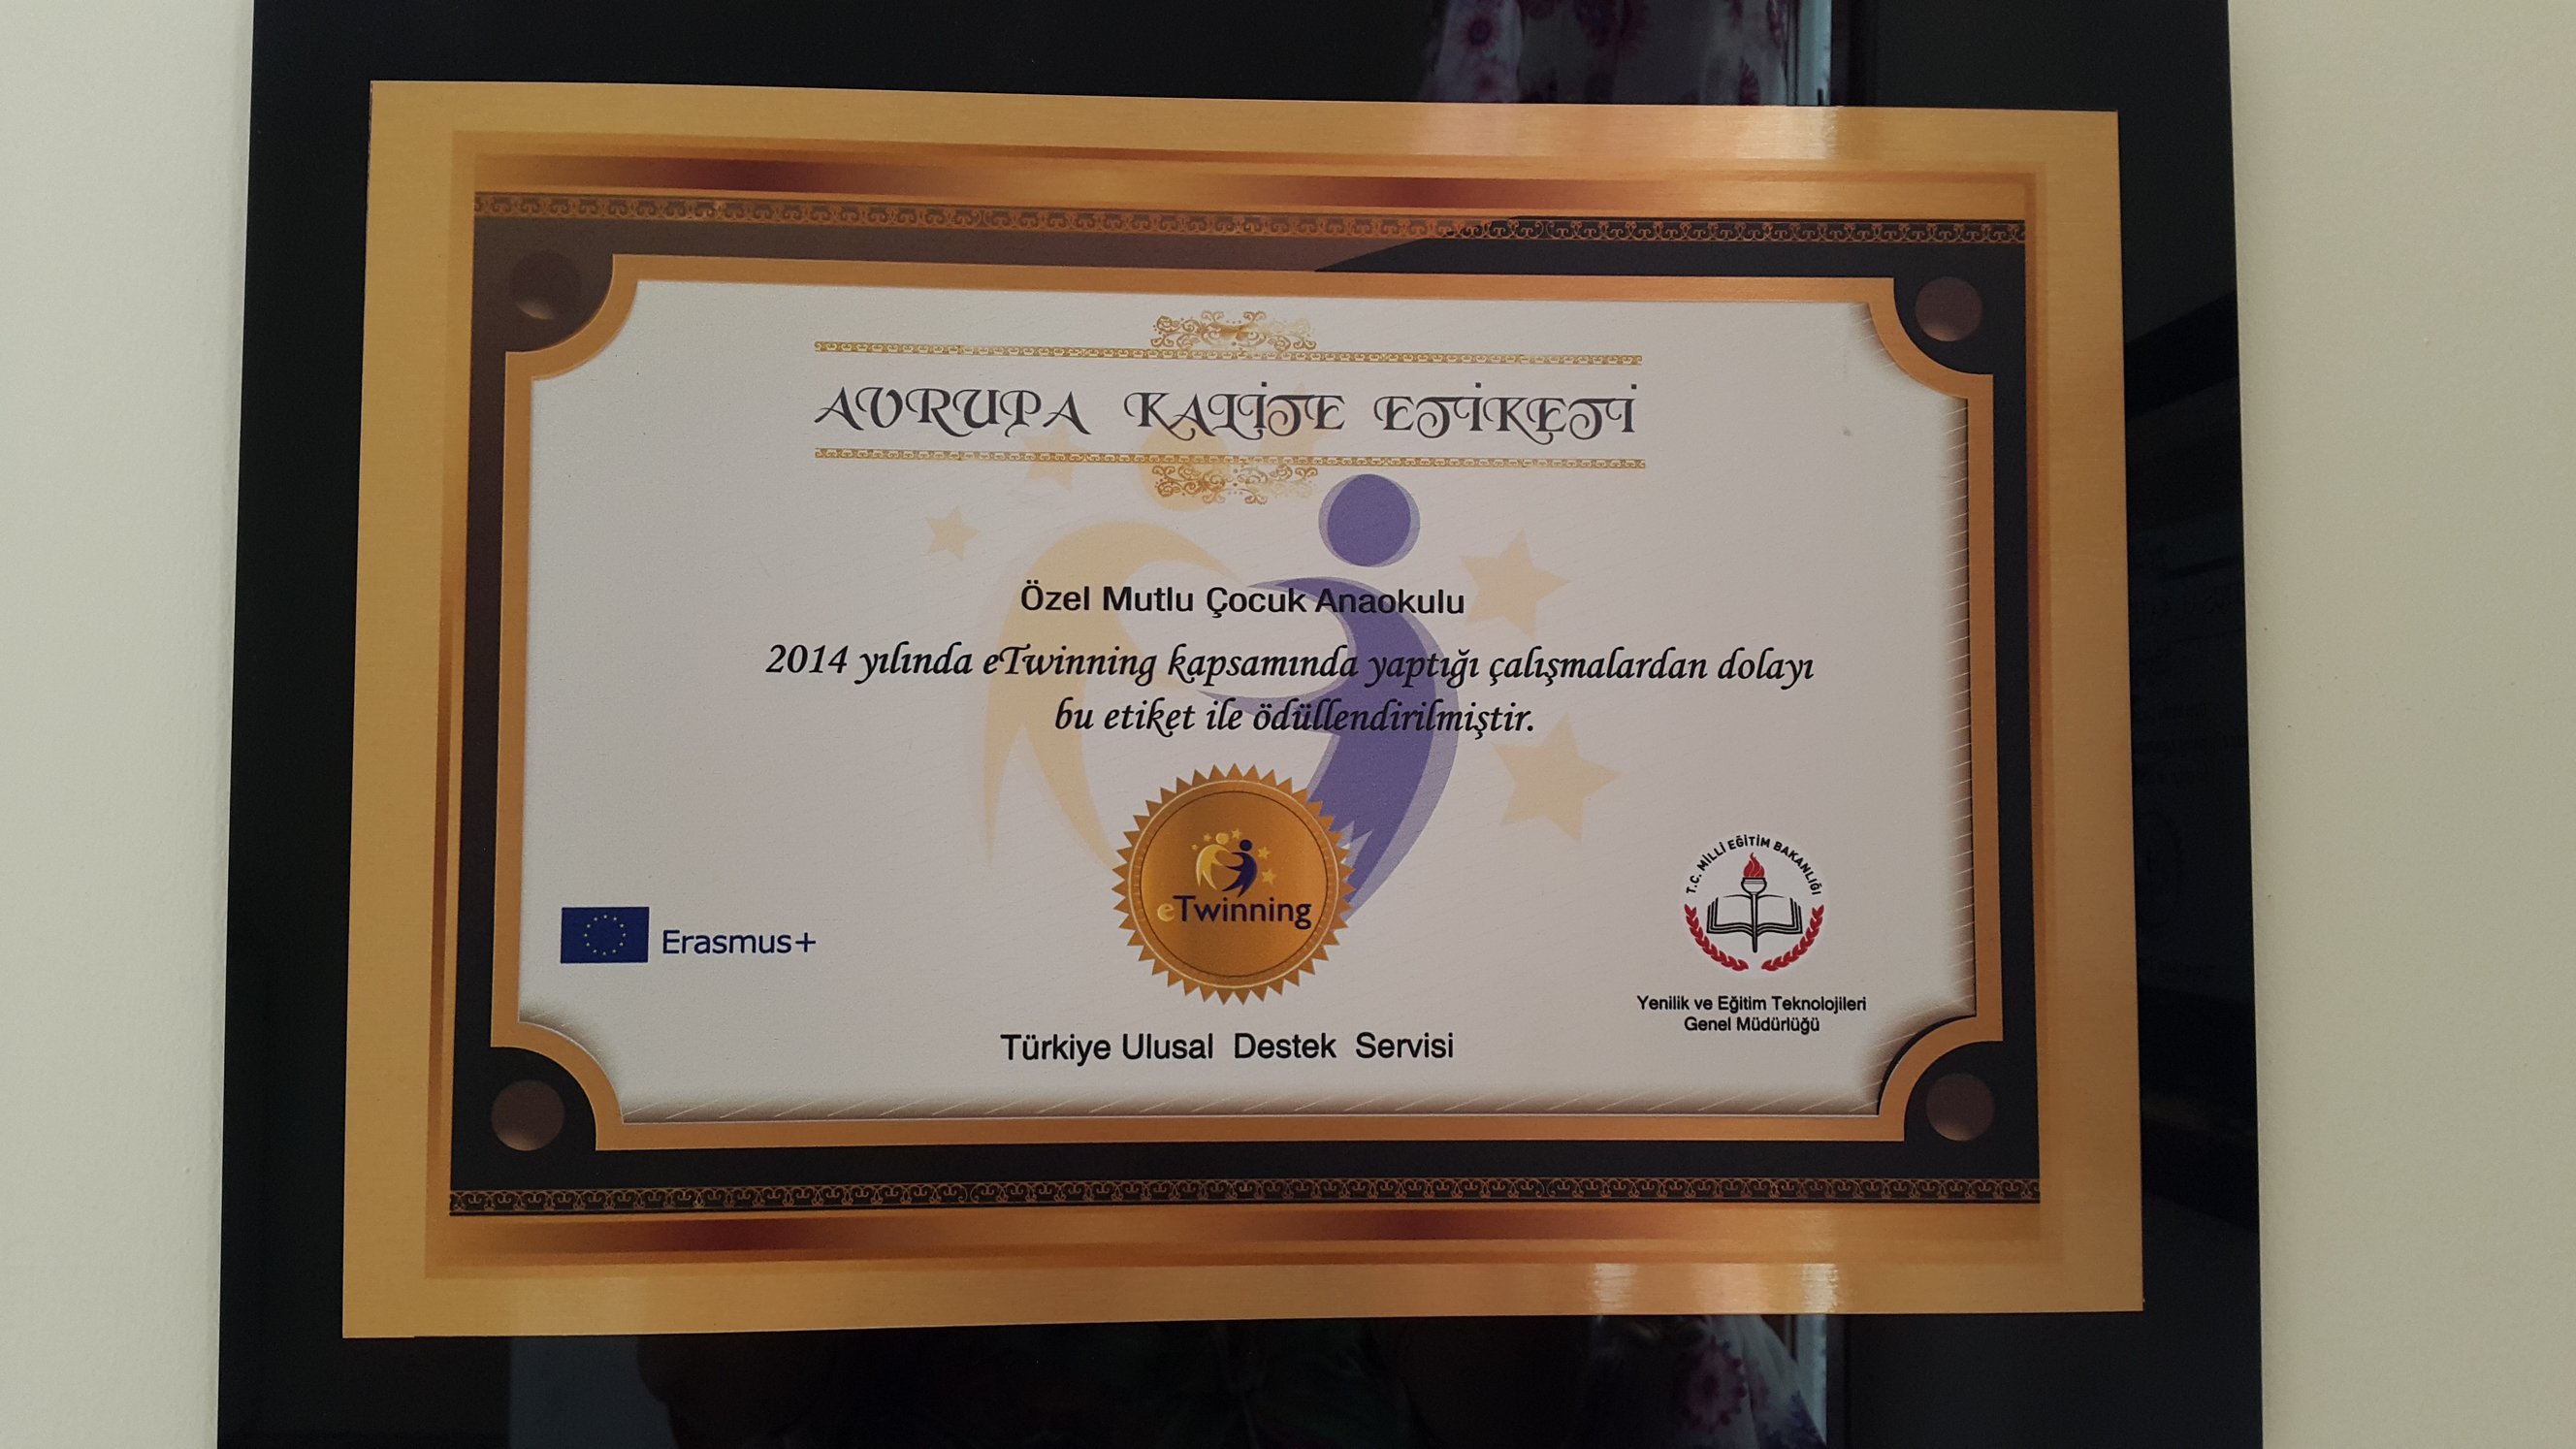 AVRUPA KALİTE ETİKETİ
Özel Mutlu Çocuk Anaokulu
2014 yılında eTwinning kapsamında yaptığı çalışmalardan dolayı
bu etiket ile ödüllendirilmiştir.
eTwinning
Erasmus+
T.C. MİLLİ EĞİTİM BAKANLIĞI
Yenilik ve Eğitim Teknolojileri
Genel Müdürlüğü
Türkiye Ulusal Destek Servisi